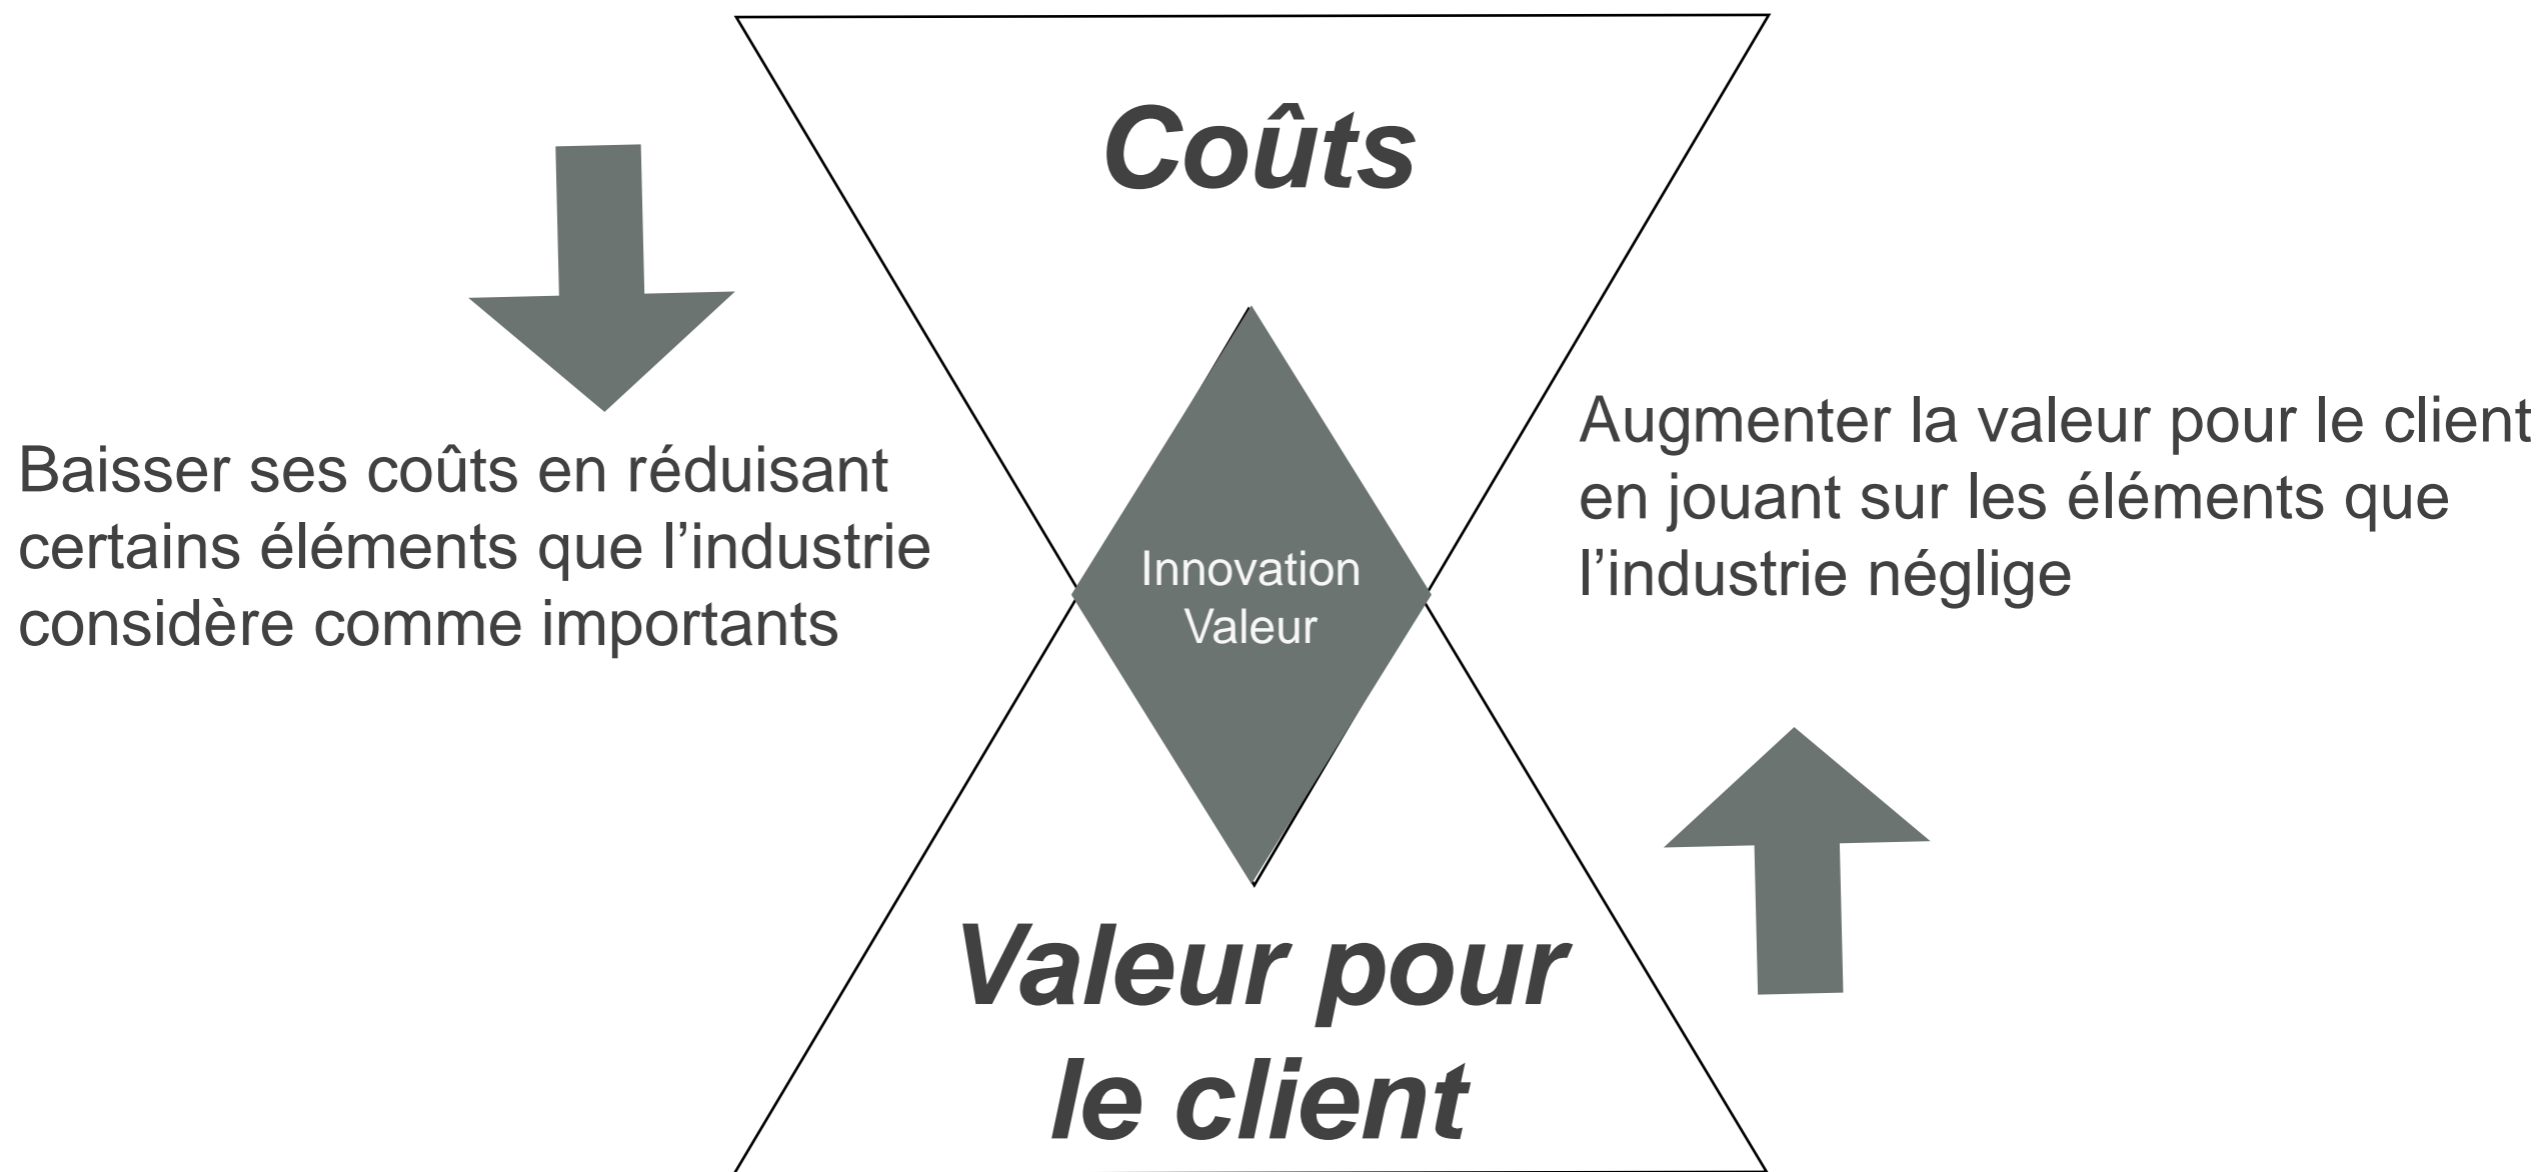 Coûts
Baisser ses coûts en réduisant
certains éléments que l’industrie
considère comme importants
Innovation
Valeur
Augmenter la valeur pour le client
en jouant sur les éléments que
l’industrie néglige
Valeur pour
le client